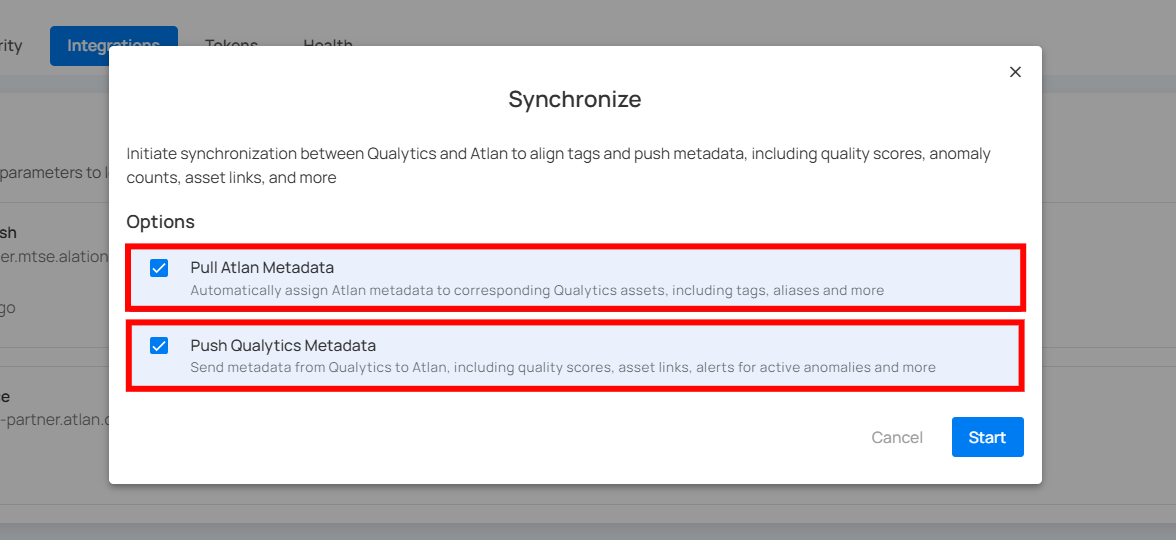 Integrations Tokens Health
Synchronize
Initiate synchronization between Qualytics and Atlan to align tags and push metadata, including quality scores, anomaly
counts, asset links, and more
parameters to
Options
sh
er.mtse.alation
Pull Atlan Metadata
Automatically assign Atlan metadata to corresponding Qualytics assets, including tags, aliases and more
go
Push Qualytics Metadata
Send metadata from Qualytics to Atlan, including quality scores, asset links, alerts for active anomalies and more
-partner.atlan.
Cancel Start